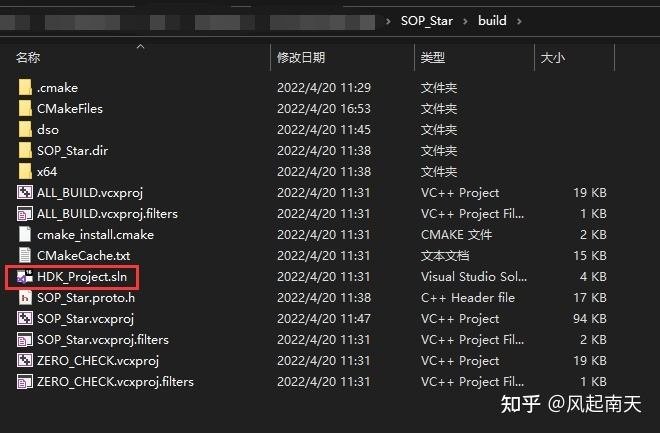 SOP_Star > build >
名称 修改日期 类型 大小
.cmake 2022/4/20 11:29 文件夹
CMakeFiles 2022/4/20 16:53 文件夹
dso 2022/4/20 11:45 文件夹
SOP_Star.dir 2022/4/20 11:38 文件夹
x64 2022/4/20 11:38 文件夹
ALL_BUILD.vcxproj 2022/4/20 11:31 VC++ Project 19 KB
ALL_BUILD.vcxproj.filters 2022/4/20 11:31 VC++ Project Fil... 1 KB
cmake_install.cmake 2022/4/20 11:31 CMAKE 文件 2 KB
CMakeCache.txt 2022/4/20 11:31 文本文档 15 KB
HDK_Project.sln 2022/4/20 11:31 Visual Studio Sol... 4 KB
SOP_Star.proto.h 2022/4/20 11:38 C++ Header file 17 KB
SOP_Star.vcxproj 2022/4/20 11:47 VC++ Project 94 KB
SOP_Star.vcxproj.filters 2022/4/20 11:31 VC++ Project Fil... 2 KB
ZERO_CHECK.vcxproj 2022/4/20 11:31 VC++ Project 19 KB
ZERO_CHECK.vcxproj.filters 2022/4/20 11:31 VC++ Project Fil... 1 KB
知乎 @风起南天